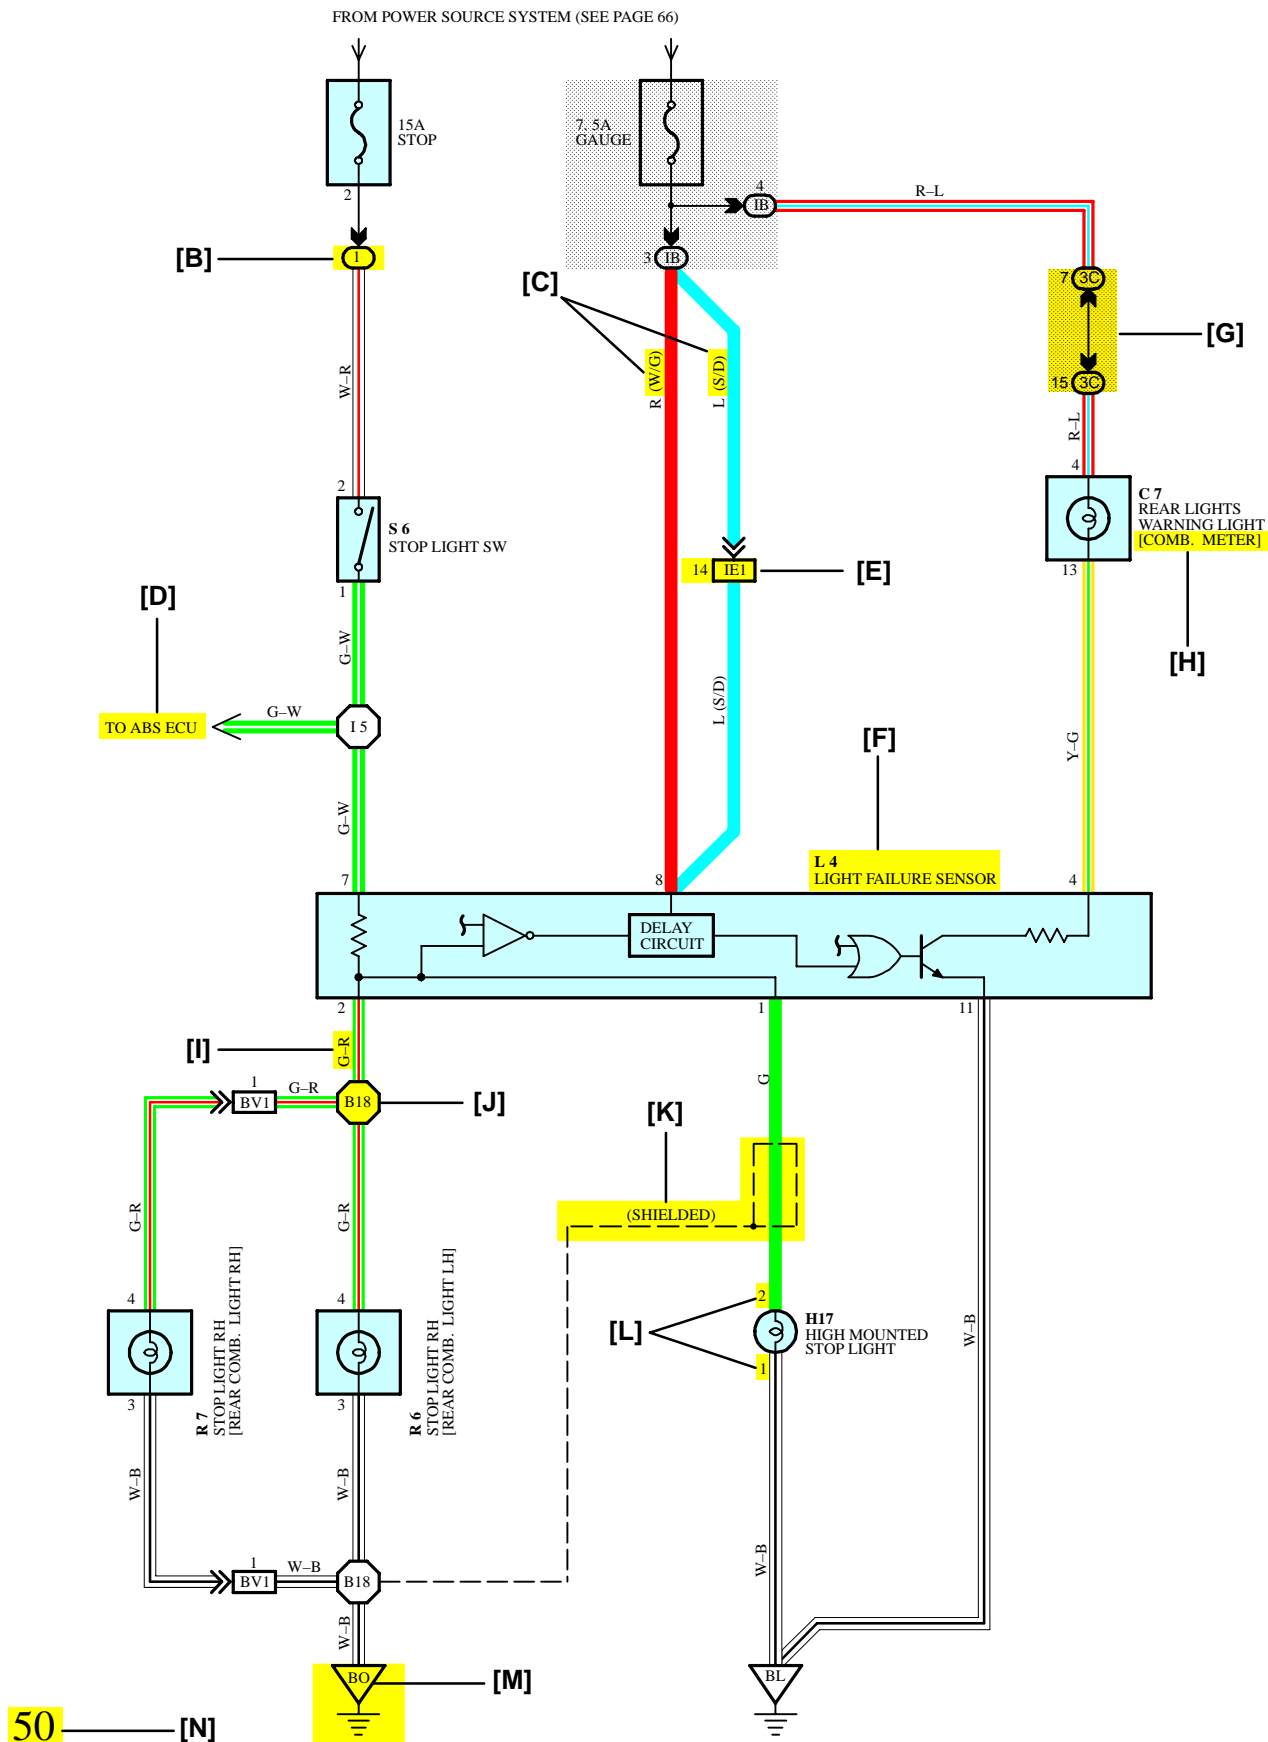 FROM POWER SOURCE SYSTEM (SEE PAGE 66)
15A
STOP
7. 5A
GAUGE
2
4
IB
R–L
[B]
1
3
IB
[C]
7
3C
[G]
15
3C
W–R
R (W/G)
L (S/D)
R–L
2
S 6
STOP LIGHT SW
1
4
C 7
REAR LIGHTS
WARNING LIGHT
[COMB. METER]
13
14
IE1
[E]
[D]
[H]
G–W
TO ABS ECU
G–W
I 5
L (S/D)
[F]
Y–G
G–W
L 4
LIGHT FAILURE SENSOR
7
8
4
DELAY
CIRCUIT
2
1
11
[I]
G–R
1
BV1
G–R
B18
[J]
G
[K]
(SHIELDED)
G–R
G–R
4
R 7
STOP LIGHT RH
[REAR COMB. LIGHT RH]
3
4
R 6
STOP LIGHT RH
[REAR COMB. LIGHT LH]
3
2
[L]
H17
HIGH MOUNTED
STOP LIGHT
1
W–B
W–B
W–B
1
BV1
W–B
B18
W–B
W–B
BO
[M]
BL
50
[N]